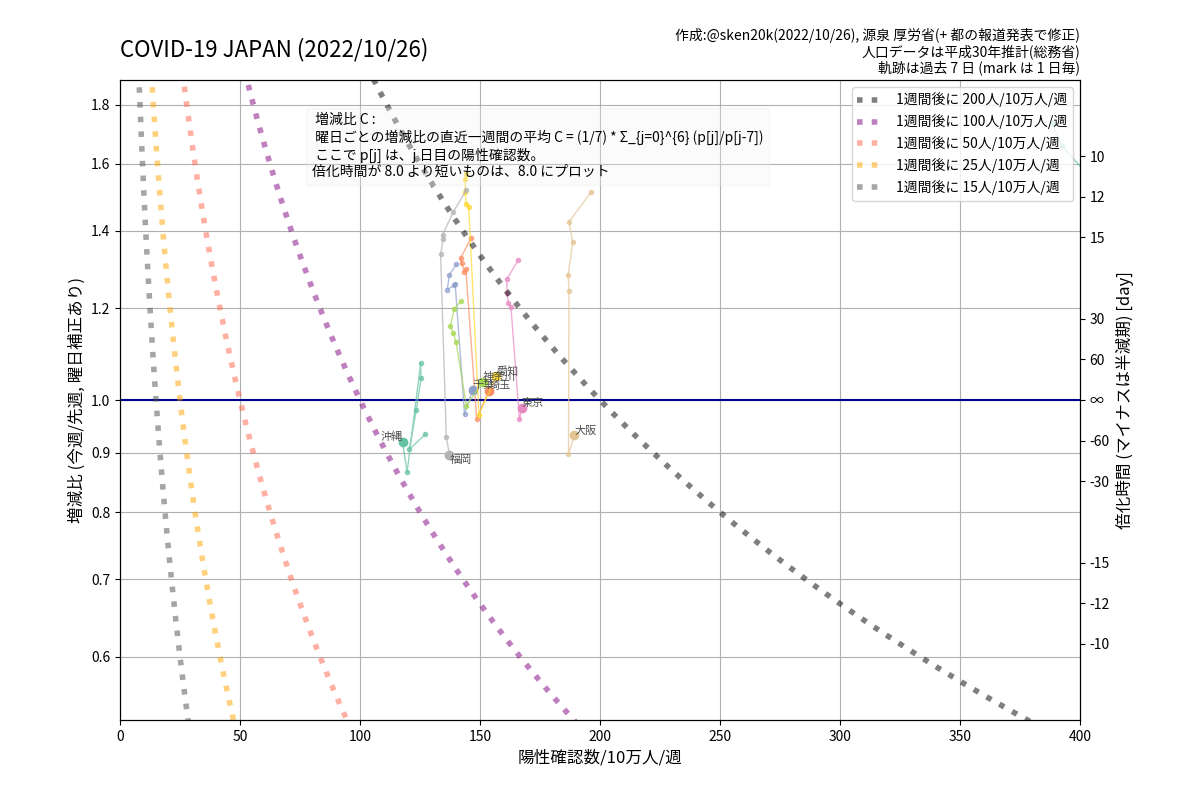 COVID-19 JAPAN (2022/10/26)
作成:@sken20k(2022/10/26), 源泉 厚労省(+ 都の報道発表で修正)
人口データは平成30年推計(総務省)
軌跡は過去 7 日 (mark は 1 日毎)
増減比 C :
曜日ごとの増減比の直近一週間の平均 C = (1/7) * Σ_{j=0}^{6} (p[j]/p[j-7])
ここで p[j] は、j 日目の陽性確認数。
倍化時間が 8.0 より短いものは、8.0 にプロット
1週間後に 200人/10万人/週
1週間後に 100人/10万人/週
1週間後に 50人/10万人/週
1週間後に 25人/10万人/週
1週間後に 15人/10万人/週
増減比 (今週/先週, 曜日補正あり)
1.8
1.6
1.4
1.2
1.0
0.9
0.8
0.7
0.6
愛知
神奈川
千葉
埼玉
東京
大阪
沖縄
福岡
10
12
15
30
60
∞
-60
-30
-15
-12
-10
倍化時間 (マイナスは半減期) [day]
0 50 100 150 200 250 300 350 400
陽性確認数/10万人/週